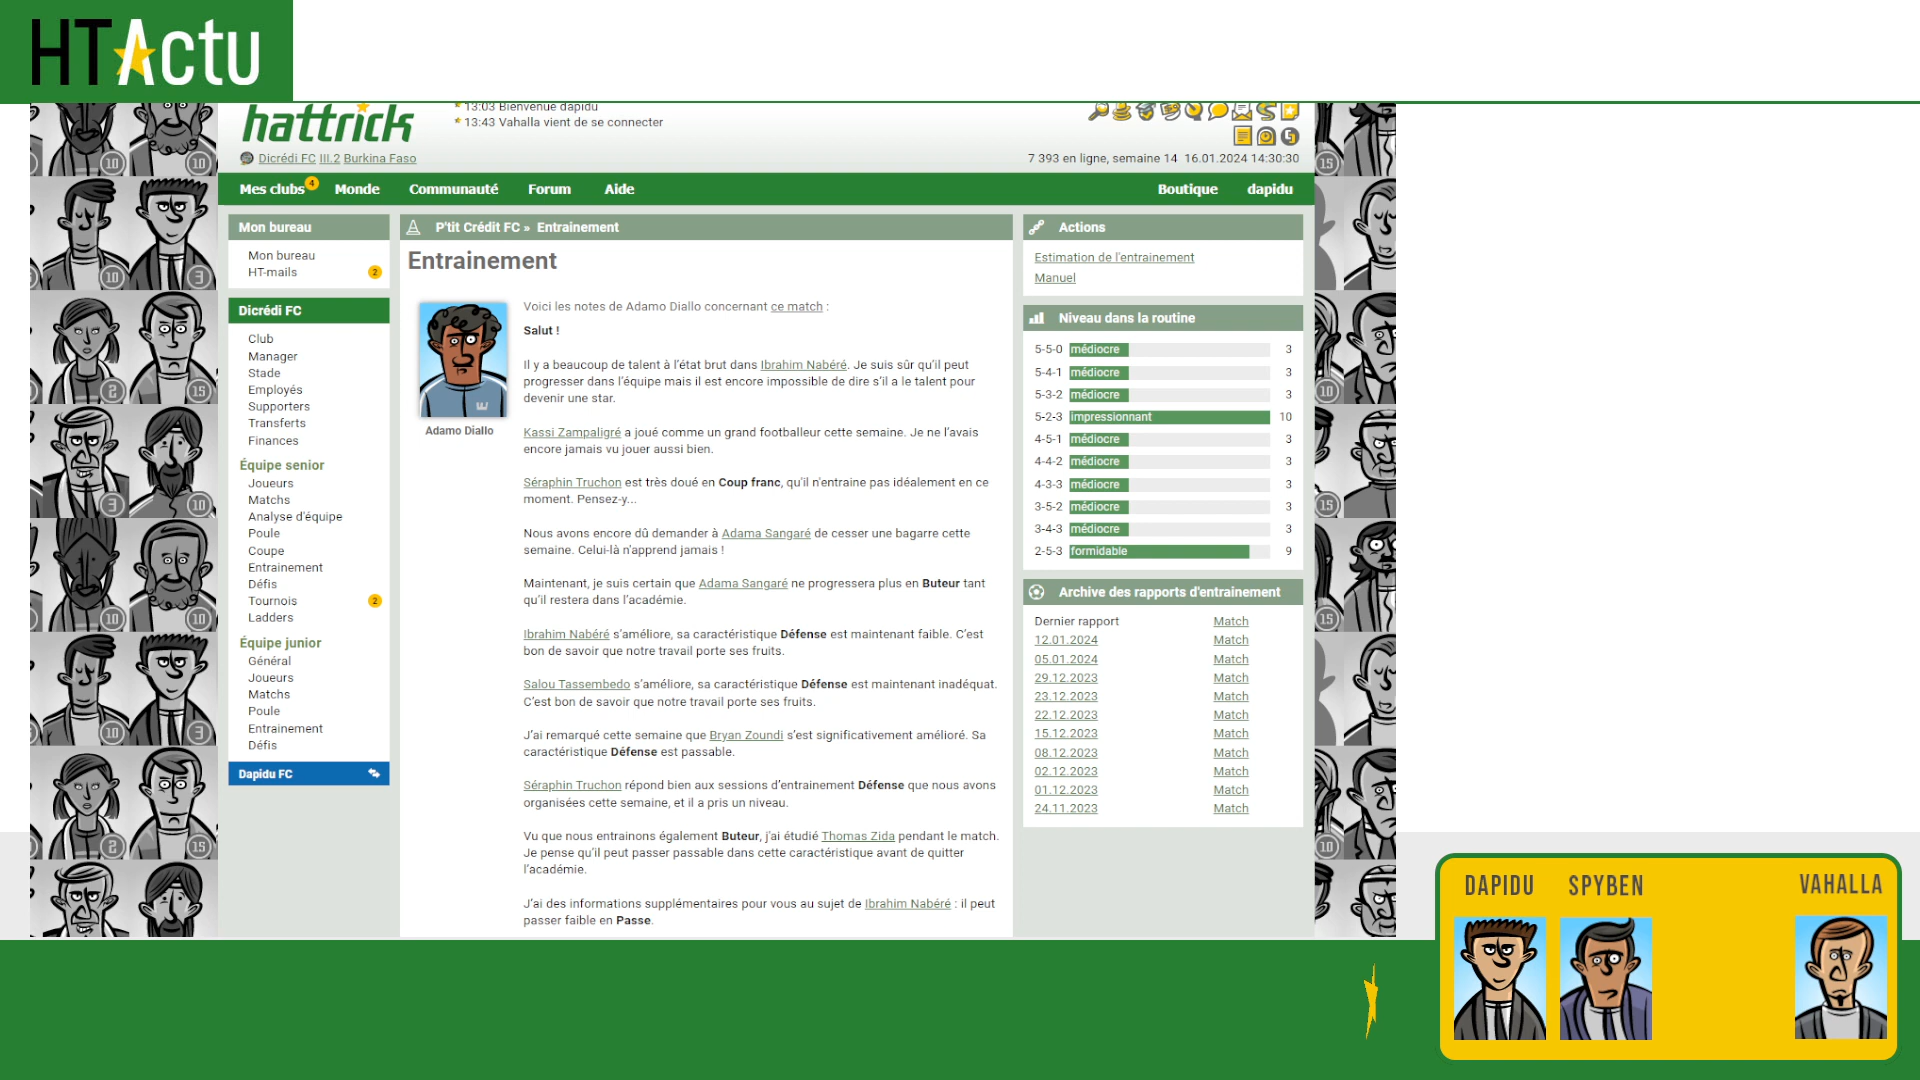 HTActu
hattrick
13:03 Bienvenue dapidu
13:43 Vahalla vient de se connecter
Dicrédi FC III.2 Burkina Faso
7 393 en ligne, semaine 14 16.01.2024 14:30:30
Mes clubs 4 Monde Communauté Forum Aide Boutique dapidu
Mon bureau
Mon bureau
HT-mails 2
Dicrédi FC
Club
Manager
Stade
Employés
Supporters
Transferts
Finances
Équipe senior
Joueurs
Matchs
Analyse d'équipe
Poule
Coupe
Entrainement
Défis
Tournois 2
Ladders
Équipe junior
Général
Joueurs
Matchs
Poule
Entrainement
Défis
Dapidu FC
P'tit Crédit FC » Entrainement
Entrainement
Adamo Diallo
Voici les notes de Adamo Diallo concernant ce match :
Salut !
Il y a beaucoup de talent à l'état brut dans Ibrahim Nabéré. Je suis sûr qu'il peut
progresser dans l'équipe mais il est encore impossible de dire s'il a le talent pour
devenir une star.
Kassi Zampaligré a joué comme un grand footballeur cette semaine. Je ne l'avais
encore jamais vu jouer aussi bien.
Séraphin Truchon est très doué en Coup franc, qu'il n'entraine pas idéalement en ce
moment. Pensez-y...
Nous avons encore dû demander à Adama Sangaré de cesser une bagarre cette
semaine. Celui-là n'apprend jamais !
Maintenant, je suis certain que Adama Sangaré ne progressera plus en Buteur tant
qu'il restera dans l'académie.
Ibrahim Nabéré s'améliore, sa caractéristique Défense est maintenant faible. C'est
bon de savoir que notre travail porte ses fruits.
Salou Tassembedo s'améliore, sa caractéristique Défense est maintenant inadéquat.
C'est bon de savoir que notre travail porte ses fruits.
J'ai remarqué cette semaine que Bryan Zoundi s'est significativement amélioré. Sa
caractéristique Défense est passable.
Séraphin Truchon répond bien aux sessions d'entrainement Défense que nous avons
organisées cette semaine, et il a pris un niveau.
Vu que nous entrainons également Buteur, j'ai étudié Thomas Zida pendant le match.
Je pense qu'il peut passer passable dans cette caractéristique avant de quitter
l'académie.
J'ai des informations supplémentaires pour vous au sujet de Ibrahim Nabéré : il peut
passer faible en Passe.
Actions
Estimation de l'entrainement
Manuel
Niveau dans la routine
5-5-0 médiocre 3
5-4-1 médiocre 3
5-3-2 médiocre 3
5-2-3 impressionnant 10
4-5-1 médiocre 3
4-4-2 médiocre 3
4-3-3 médiocre 3
3-5-2 médiocre 3
3-4-3 médiocre 3
2-5-3 formidable 9
Archive des rapports d'entrainement
Dernier rapport Match
12.01.2024 Match
05.01.2024 Match
29.12.2023 Match
23.12.2023 Match
22.12.2023 Match
15.12.2023 Match
08.12.2023 Match
02.12.2023 Match
01.12.2023 Match
24.11.2023 Match
DAPIDU SPYBEN VAHALLA